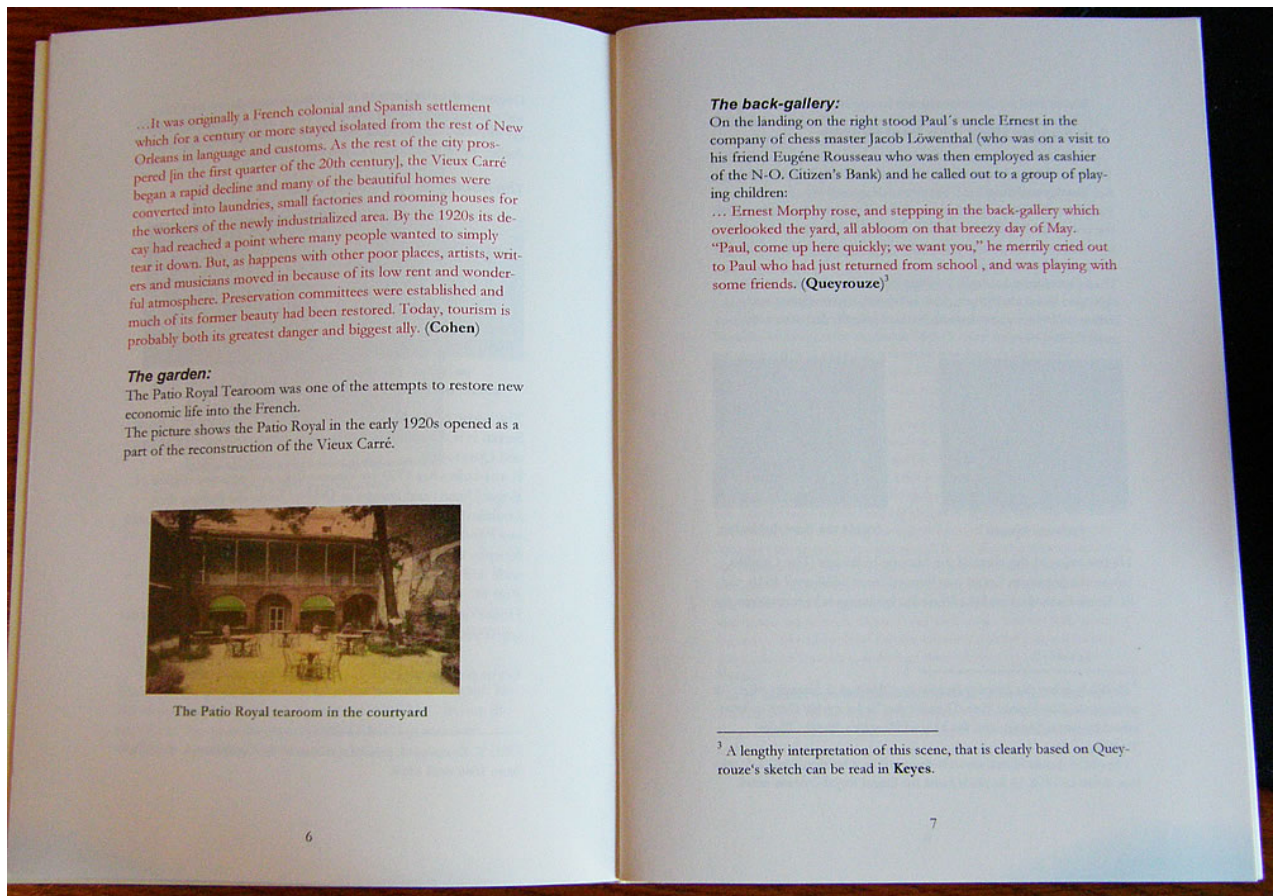 …It was originally a French colonial and Spanish settlement
which for a century or more stayed isolated from the rest of New
Orleans in language and customs. As the rest of the city pros-
pered [in the first quarter of the 20th century], the Vieux Carré
began a rapid decline and many of the beautiful homes were
converted into laundries, small factories and rooming houses for
the workers of the newly industrialized area. By the 1920s its de-
cay had reached a point where many people wanted to simply
tear it down. But, as happens with other poor places, artists, writ-
ers and musicians moved in because of its low rent and wonder-
ful atmosphere. Preservation committees were established and
much of its former beauty had been restored. Today, tourism is
probably both its greatest danger and biggest ally. (Cohen)
The garden:
The Patio Royal Tearoom was one of the attempts to restore new
economic life into the French.
The picture shows the Patio Royal in the early 1920s opened as a
part of the reconstruction of the Vieux Carré.
The Patio Royal tearoom in the courtyard
6
The back-gallery:
On the landing on the right stood Paul´s uncle Ernest in the
company of chess master Jacob Löwenthal (who was on a visit to
his friend Eugéne Rousseau who was then employed as cashier
of the N-O. Citizen's Bank) and he called out to a group of play-
ing children:
… Ernest Morphy rose, and stepping in the back-gallery which
overlooked the yard, all abloom on that breezy day of May.
“Paul, come up here quickly; we want you,” he merrily cried out
to Paul who had just returned from school , and was playing with
some friends. (Queyrouze)3
3 A lengthy interpretation of this scene, that is clearly based on Quey-
rouze's sketch can be read in Keyes.
7